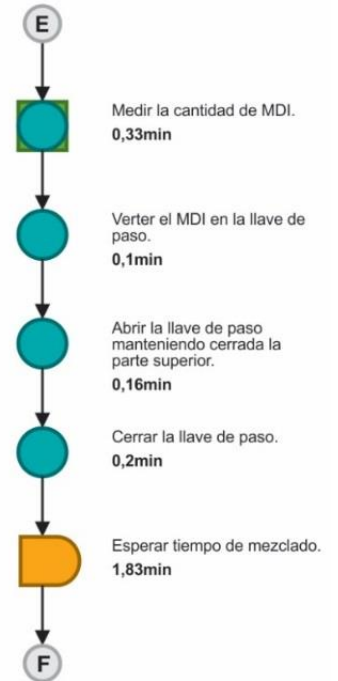 E
Medir la cantidad de MDI.
0,33min
Verter el MDI en la llave de
paso.
0,1min
Abrir la llave de paso
manteniendo cerrada la
parte superior.
0,16min
Cerrar la llave de paso.
0,2min
Esperar tiempo de mezclado.
1,83min
F